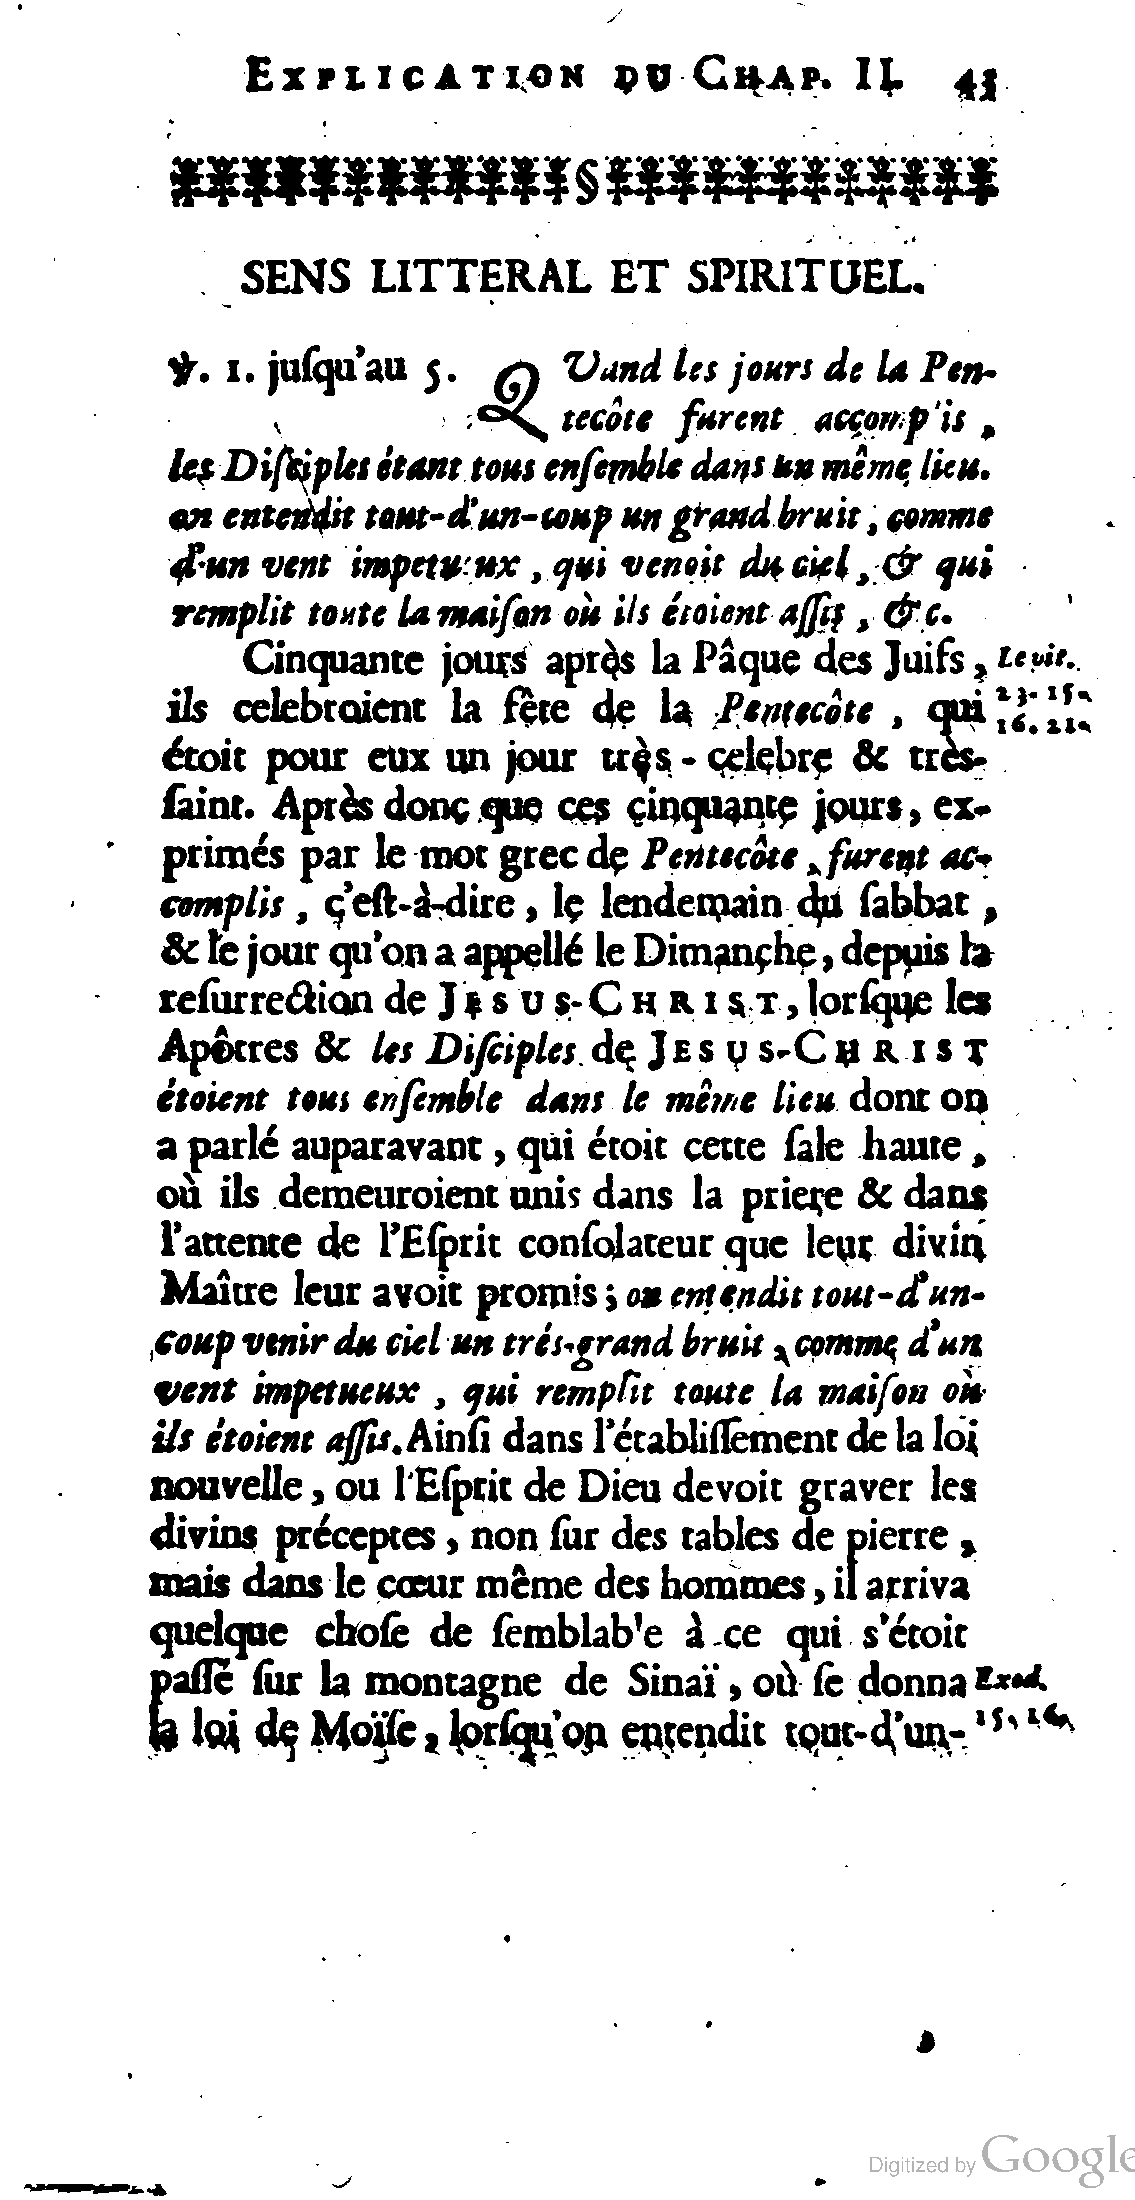 EXPLICATION DU CHAP. II. 43
§
SENS LITTERAL ET SPIRITUEL.
℣. 1. juſqu'au 5. QUand les jours de la Pen-
tecôte furent accomp'is,
les Diſciples étant tous enſemble dans un même lieu.
on entendit tout-d'un-coup un grand bruit, comme
d'un vent impetueux, qui venoit du ciel, & qui
remplit toute la maiſon où ils étoient aſſis, &c.
Cinquante jours après la Pâque des Juifs, Levit.
ils celebroient la fête de la Pentecôte, qui 23. 15.
16. 21.
étoit pour eux un jour très-celebre & très-
ſaint. Après donc que ces cinquante jours, ex-
primés par le mot grec de Pentecôte, furent ac-
complis, c'eſt-à-dire, le lendemain du ſabbat,
& le jour qu'on a appellé le Dimanche, depuis la
reſurrection de JESUS-CHRIST, lorſque les
Apôtres & les Diſciples de JESUS-CHRIST
étoient tous enſemble dans le même lieu dont on
a parlé auparavant, qui étoit cette ſale haute,
où ils demeuroient unis dans la priere & dans
l'attente de l'Eſprit conſolateur que leur divin
Maître leur avoit promis; on entendit tout-d'un-
coup venir du ciel un trés-grand bruit, comme d'un
vent impetueux, qui remplit toute la maiſon où
ils étoient aſſis. Ainſi dans l'établiſſement de la loi
nouvelle, ou l'Eſprit de Dieu devoit graver les
divins préceptes, non ſur des tables de pierre,
mais dans le cœur même des hommes, il arriva
quelque choſe de ſemblab'e à ce qui s'étoit
paſſé ſur la montagne de Sinaï, où ſe donna Exod.
la loi de Moïſe, lorſqu'on entendit tout-d'un- 15. 16.
Digitized by Google